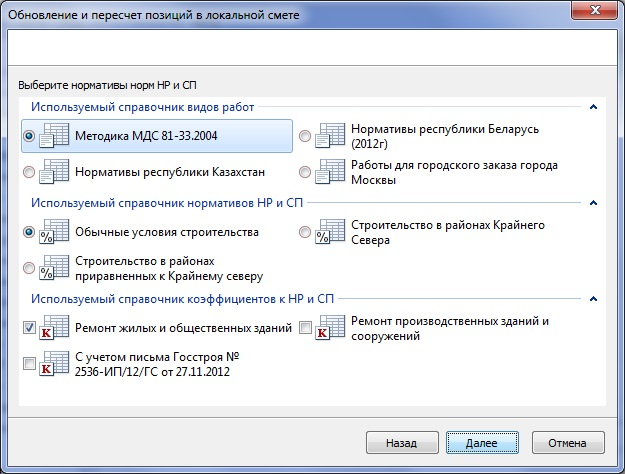 Обновление и пересчет позиций в локальной смете
Выберите нормативы норм НР и СП
Используемый справочник видов работ
Методика МДС 81-33.2004
Нормативы республики Беларусь
(2012г)
Нормативы республики Казахстан
Работы для городского заказа города
Москвы
Используемый справочник нормативов НР и СП
%
Обычные условия строительства
%
Строительство в районах Крайнего
Севера
%
Строительство в районах
приравненных к Крайнему северу
Используемый справочник коэффициентов к НР и СП
К
Ремонт жилых и общественных зданий
К
Ремонт производственных зданий и
сооружений
К
С учетом письма Госстроя №
2536-ИП/12/ГС от 27.11.2012
Назад
Далее
Отмена